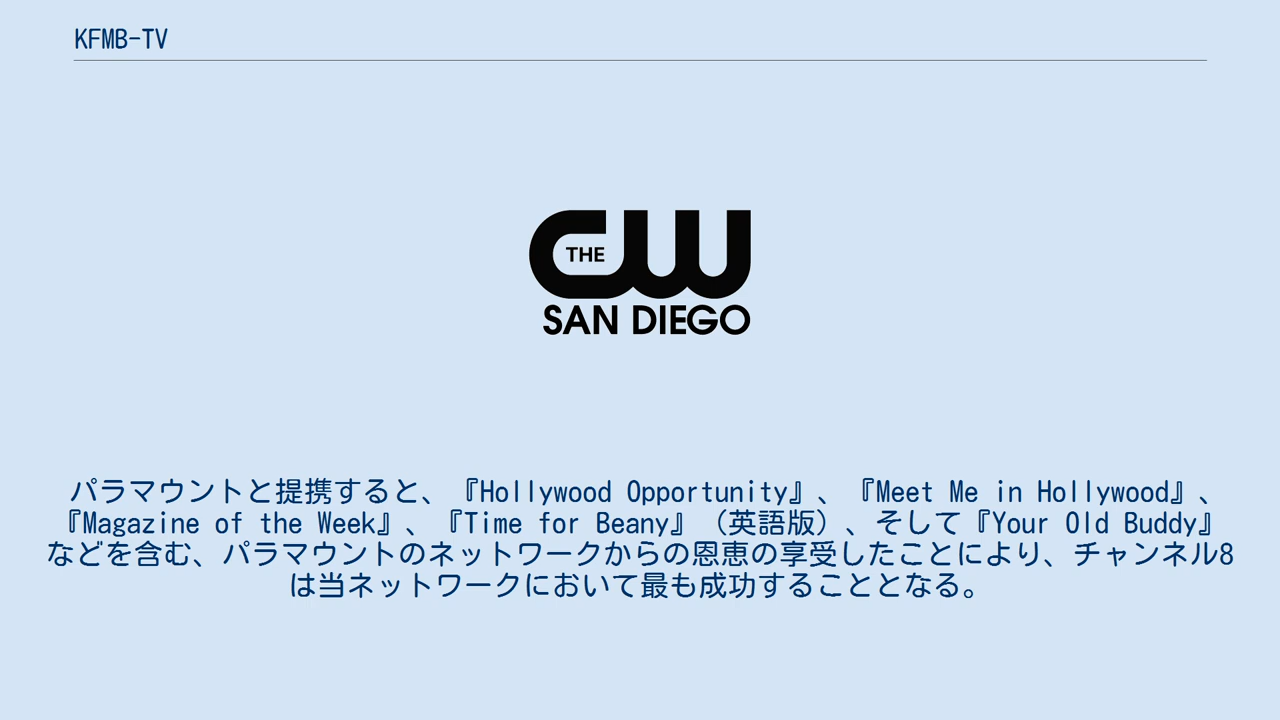 KFMB-TV
THE CW
SAN DIEGO
パラマウントと提携すると、『Hollywood Opportunity』、『Meet Me in Hollywood』、
『Magazine of the Week』、『Time for Beany』（英語版）、そして『Your Old Buddy』
などを含む、パラマウントのネットワークからの恩恵の享受したことにより、チャンネル8
は当ネットワークにおいて最も成功することとなる。